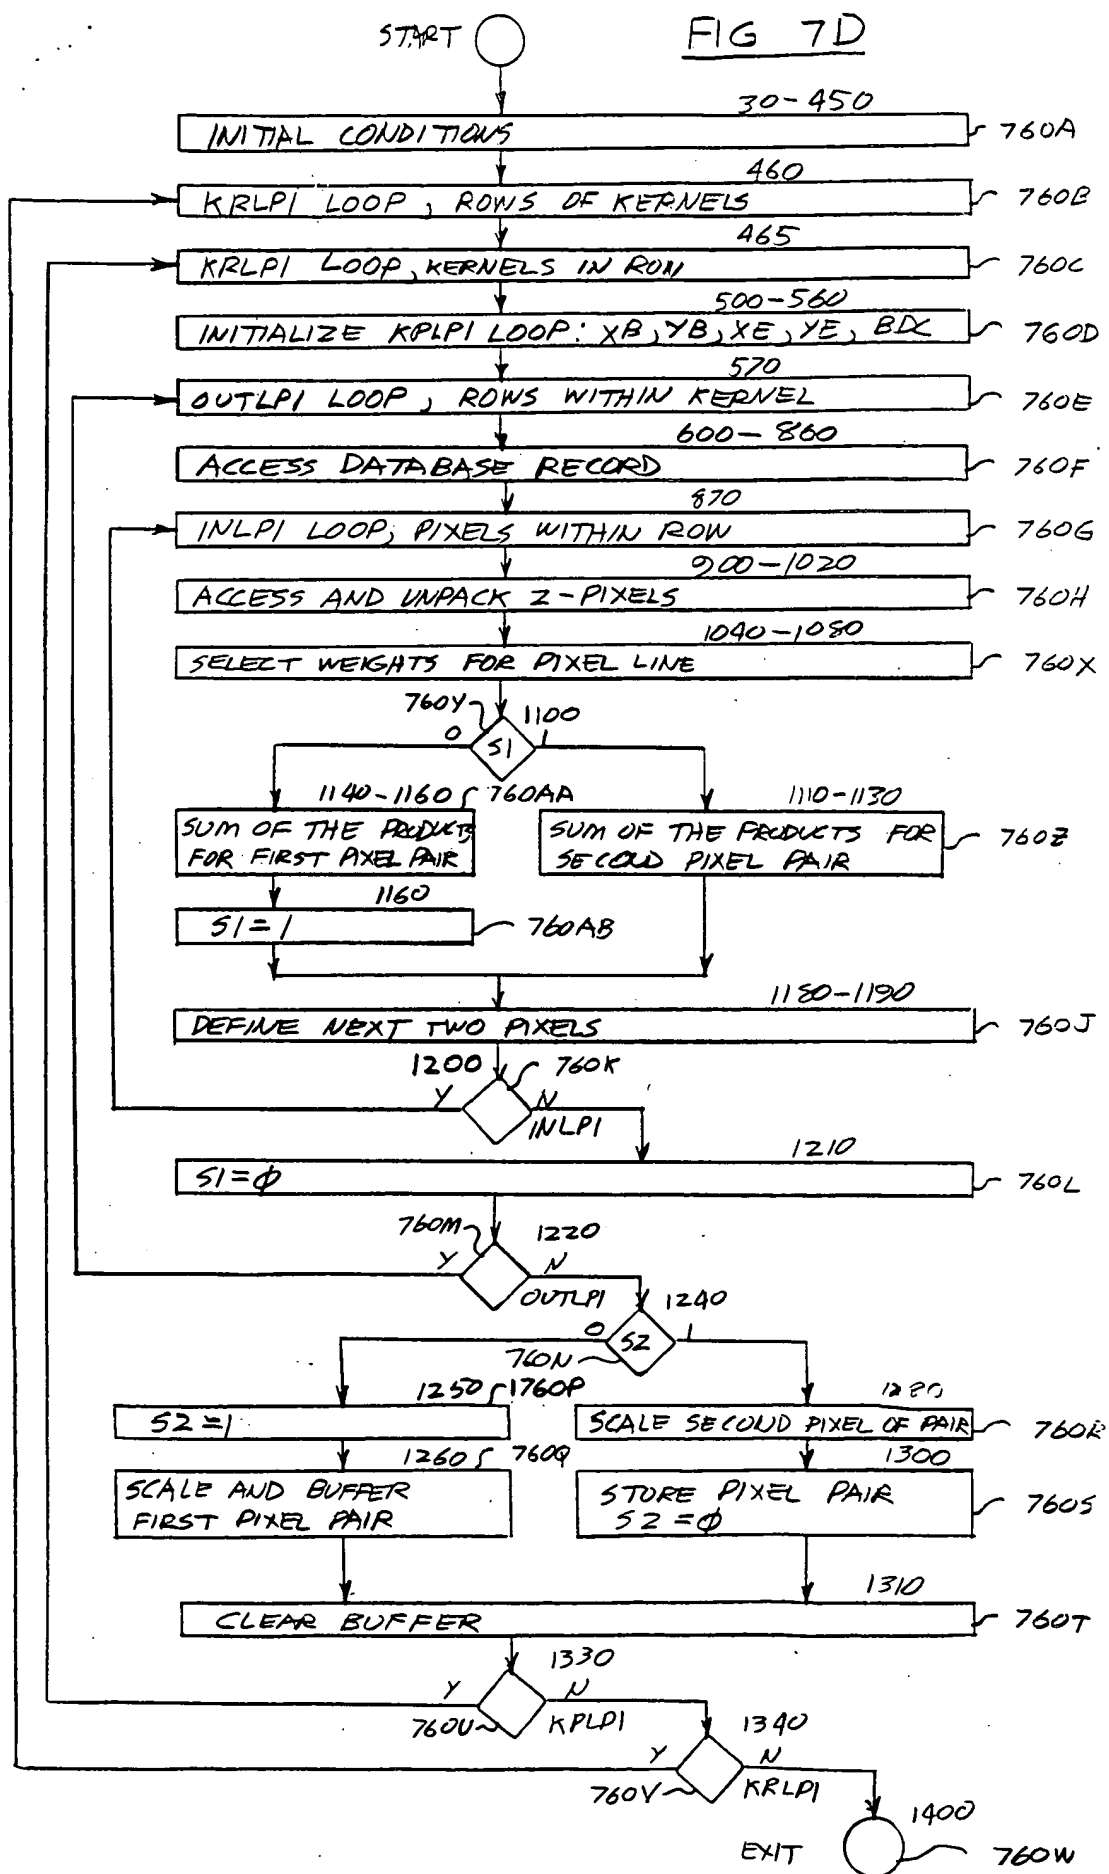 START
FIG 7D
30-450
INITIAL CONDITIONS
760A
460
KRLPI LOOP, ROWS OF KERNELS
760B
465
KRLPI LOOP, KERNELS IN ROW
760C
500-560
INITIALIZE KPLPI LOOP: XB, YB, XE, YE, BDC
760D
570
OUTLPI LOOP, ROWS WITHIN KERNEL
760E
600-860
ACCESS DATABASE RECORD
760F
870
INLPI LOOP; PIXELS WITHIN ROW
760G
900-1020
ACCESS AND UNPACK 2-PIXELS
760H
1040-1080
SELECT WEIGHTS FOR PIXEL LINE
760X
760Y
1100
0
S1
1
1140-1160
760AA
1110-1130
SUM OF THE PRODUCTS
FOR FIRST PIXEL PAIR
SUM OF THE PRODUCTS FOR
SECOND PIXEL PAIR
760Z
1160
S1=1
760AB
1180-1190
DEFINE NEXT TWO PIXELS
760J
1200
760K
Y
N
INLPI
1210
S1=φ
760L
760M
1220
Y
N
OUTLPI
1240
0
S2
1
760N
1250
1760P
1280
S2=1
SCALE SECOND PIXEL OF PAIR
760R
1260
760Q
1300
SCALE AND BUFFER
FIRST PIXEL PAIR
STORE PIXEL PAIR
S2=φ
760S
1310
CLEAR BUFFER
760T
1330
Y
N
760U
KPLPI
1340
Y
N
760V
KRLPI
1400
EXIT
760W